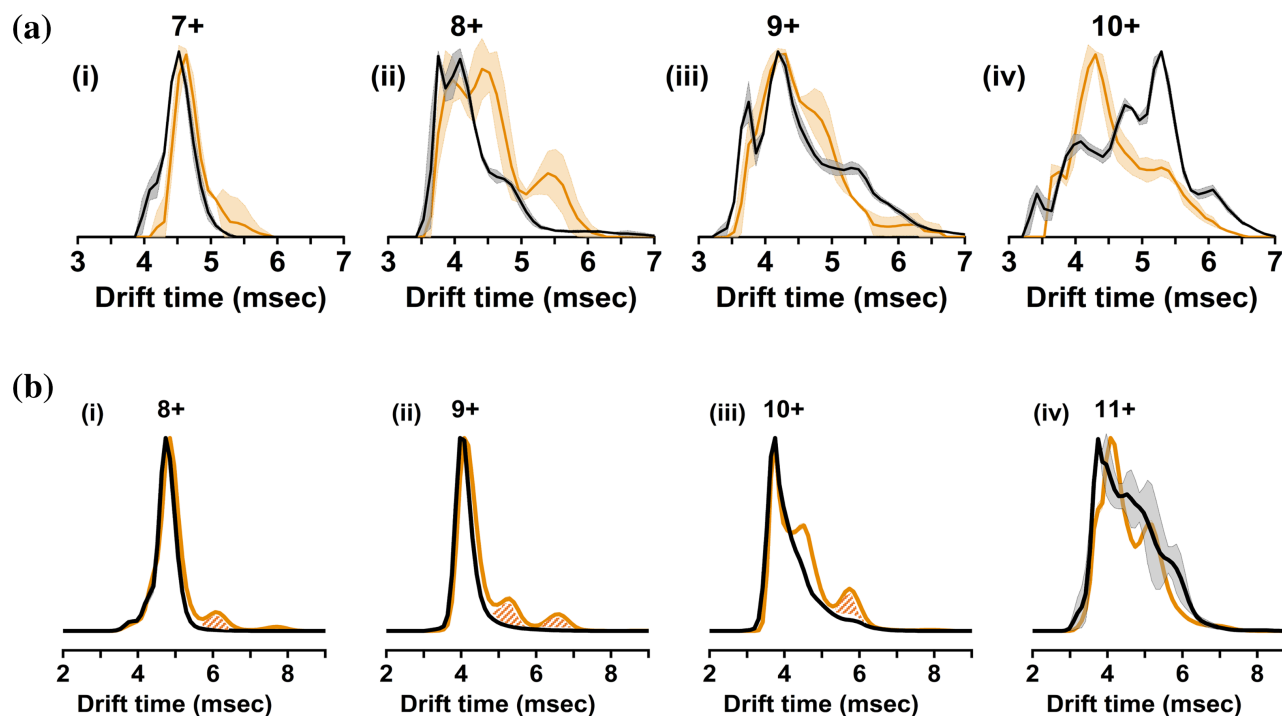 (a)
7+ 8+ 9+ 10+
(i) (ii) (iii) (iv)
3 4 5 6 7 3 4 5 6 7 3 4 5 6 7 3 4 5 6 7
Drift time (msec) Drift time (msec) Drift time (msec) Drift time (msec)
(b)
(i) 8+ (ii) 9+ (iii) 10+ (iv) 11+
2 4 6 8 2 4 6 8 2 4 6 8 2 4 6 8
Drift time (msec) Drift time (msec) Drift time (msec) Drift time (msec)